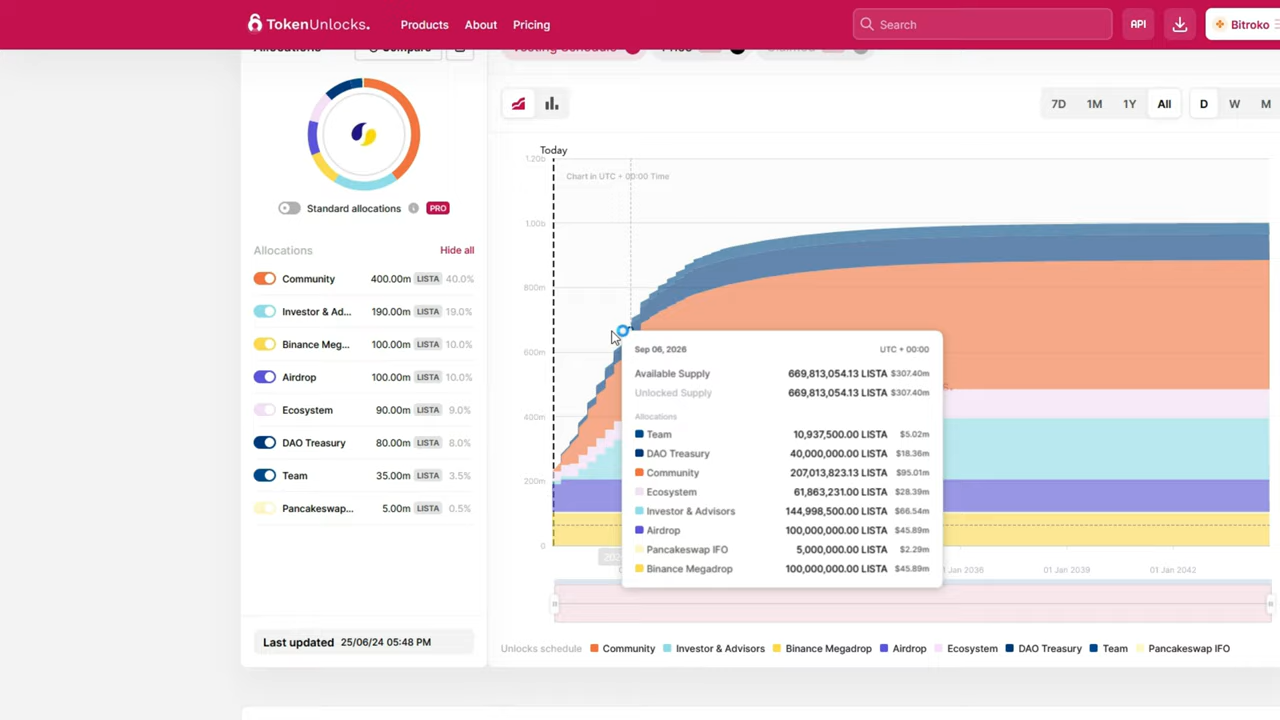 TokenUnlocks. Products About Pricing Search API Bitroko
Allocations Compare Vesting Schedule Price
7D 1M 1Y All D W M
Today
1.20b
Chart in UTC + 00:00 Time
Standard allocations PRO
1.00b
Allocations Hide all
Community 400.00m LISTA 40.0%
800m
Investor & Ad... 190.00m LISTA 19.0%
Binance Meg... 100.00m LISTA 10.0%
600m
Airdrop 100.00m LISTA 10.0%
Ecosystem 90.00m LISTA 9.0%
400m
DAO Treasury 80.00m LISTA 8.0%
Team 35.00m LISTA 3.5%
200m
Pancakeswap... 5.00m LISTA 0.5%
0
Sep 06, 2026 UTC + 00:00
Available Supply 669,813,054.13 LISTA $307.40m
Unlocked Supply 669,813,054.13 LISTA $307.40m
Allocations
Team 10,937,500.00 LISTA $5.02m
DAO Treasury 40,000,000.00 LISTA $18.36m
Community 207,013,823.13 LISTA $95.01m
Ecosystem 61,863,231.00 LISTA $28.39m
Investor & Advisors 144,998,500.00 LISTA $66.54m
Airdrop 100,000,000.00 LISTA $45.89m
Pancakeswap IFO 5,000,000.00 LISTA $2.29m
Binance Megadrop 100,000,000.00 LISTA $45.89m
Jan 2036 01 Jan 2039 01 Jan 2042
Last updated 25/06/24 05:48 PM
Unlocks schedule Community Investor & Advisors Binance Megadrop Airdrop Ecosystem DAO Treasury Team Pancakeswap IFO